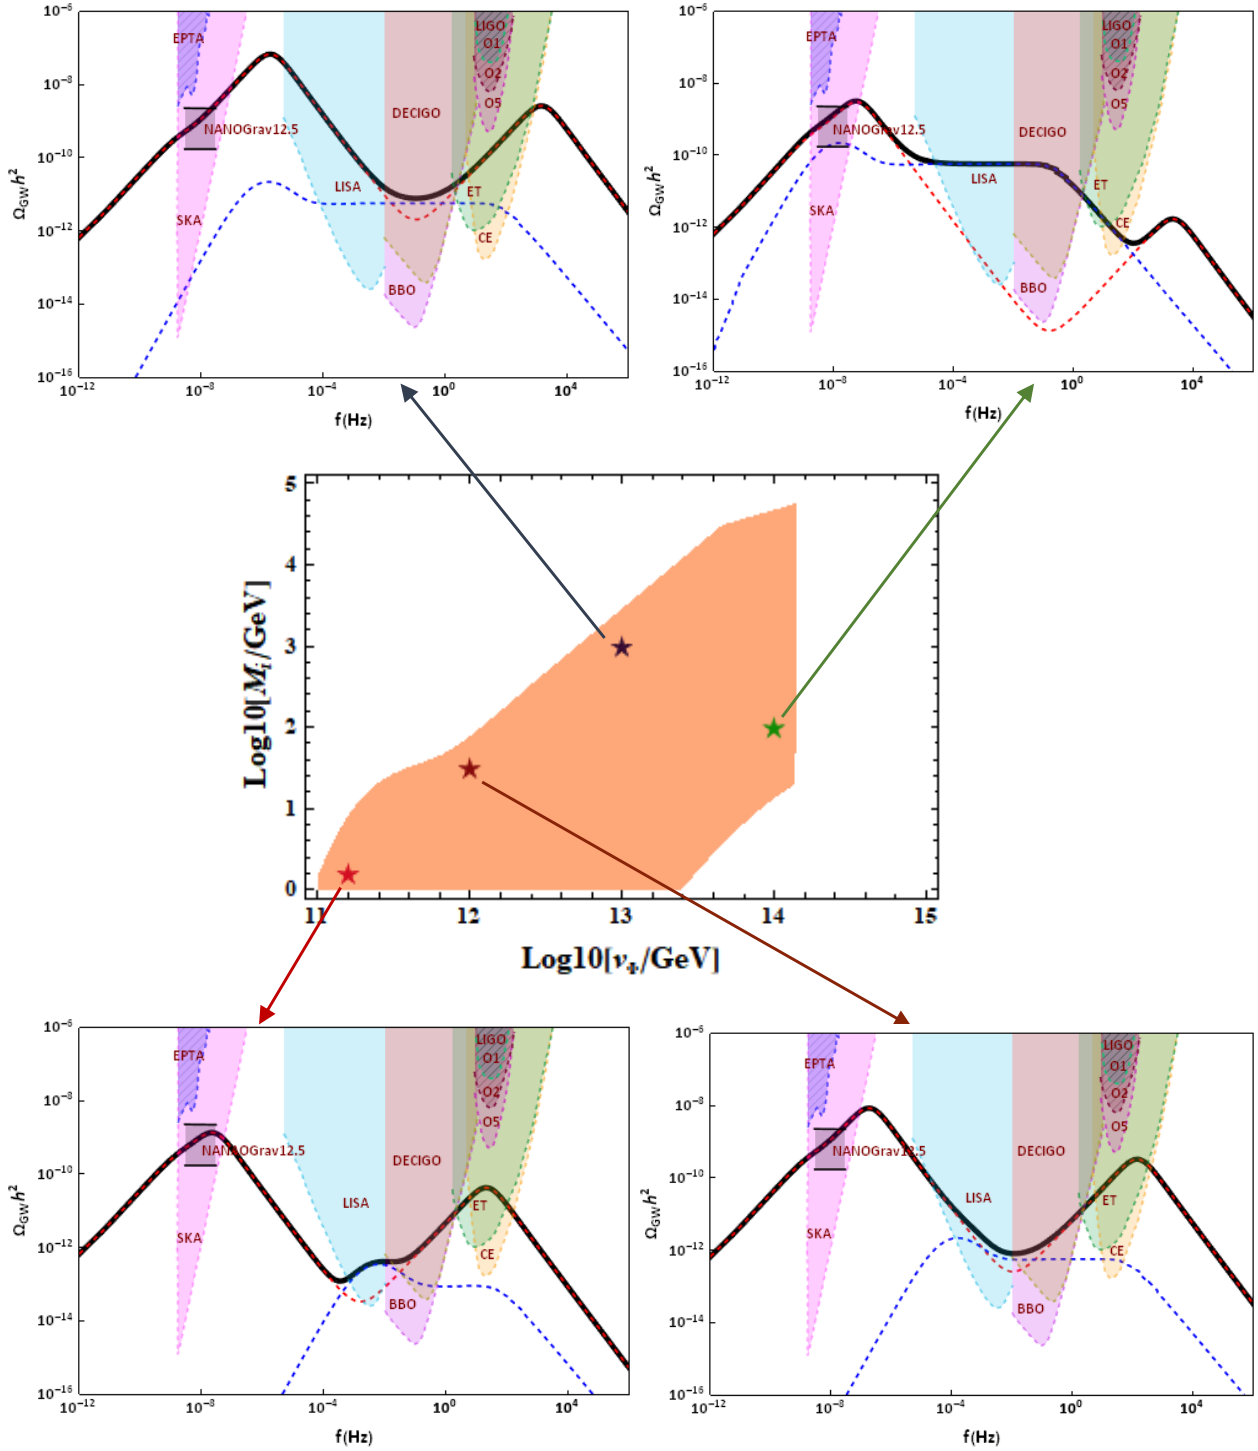 10⁻⁶
10⁻⁸
10⁻¹⁰
10⁻¹²
10⁻¹⁴
10⁻¹⁶
Ω_GW h²
EPTA
NANOGrav12.5
SKA
LISA
DECIGO
BBO
LIGO
O1
O2
O5
ET
CE
10⁻¹² 10⁻⁸ 10⁻⁴ 10⁰ 10⁴
f(Hz)
10⁻⁶
10⁻⁸
10⁻¹⁰
10⁻¹²
10⁻¹⁴
10⁻¹⁶
Ω_GW h²
EPTA
NANOGrav12.5
SKA
LISA
DECIGO
BBO
LIGO
O1
O2
O5
ET
CE
10⁻¹² 10⁻⁸ 10⁻⁴ 10⁰ 10⁴
f(Hz)
5
4
3
2
1
0
Log10[M_i/GeV]
11 12 13 14 15
Log10[v_Φ/GeV]
10⁻⁶
10⁻⁸
10⁻¹⁰
10⁻¹²
10⁻¹⁴
10⁻¹⁶
Ω_GW h²
EPTA
NANAOGrav12.5
SKA
LISA
DECIGO
BBO
LIGO
O1
O2
O5
ET
CE
10⁻¹² 10⁻⁸ 10⁻⁴ 10⁰ 10⁴
f(Hz)
10⁻⁶
10⁻⁸
10⁻¹⁰
10⁻¹²
10⁻¹⁴
10⁻¹⁶
Ω_GW h²
EPTA
NANOGrav12.5
SKA
LISA
DECIGO
BBO
LIGO
O1
O2
O5
ET
CE
10⁻¹² 10⁻⁸ 10⁻⁴ 10⁰ 10⁴
f(Hz)